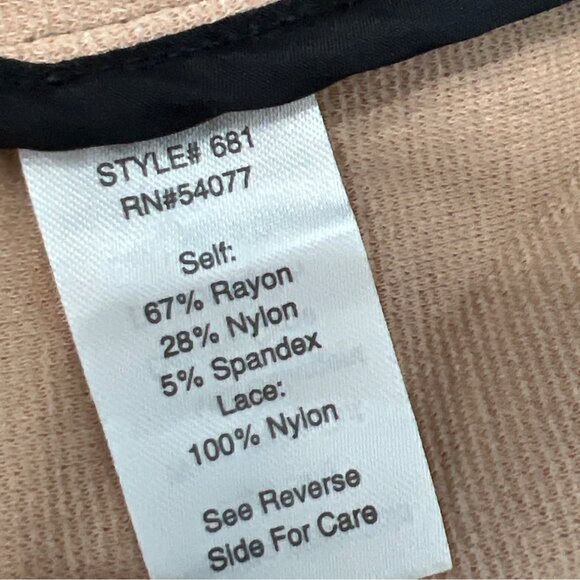 STYLE# 681
RN#54077
Self:
67% Rayon
28% Nylon
5% Spandex
Lace:
100% Nylon
See Reverse
Side For Care